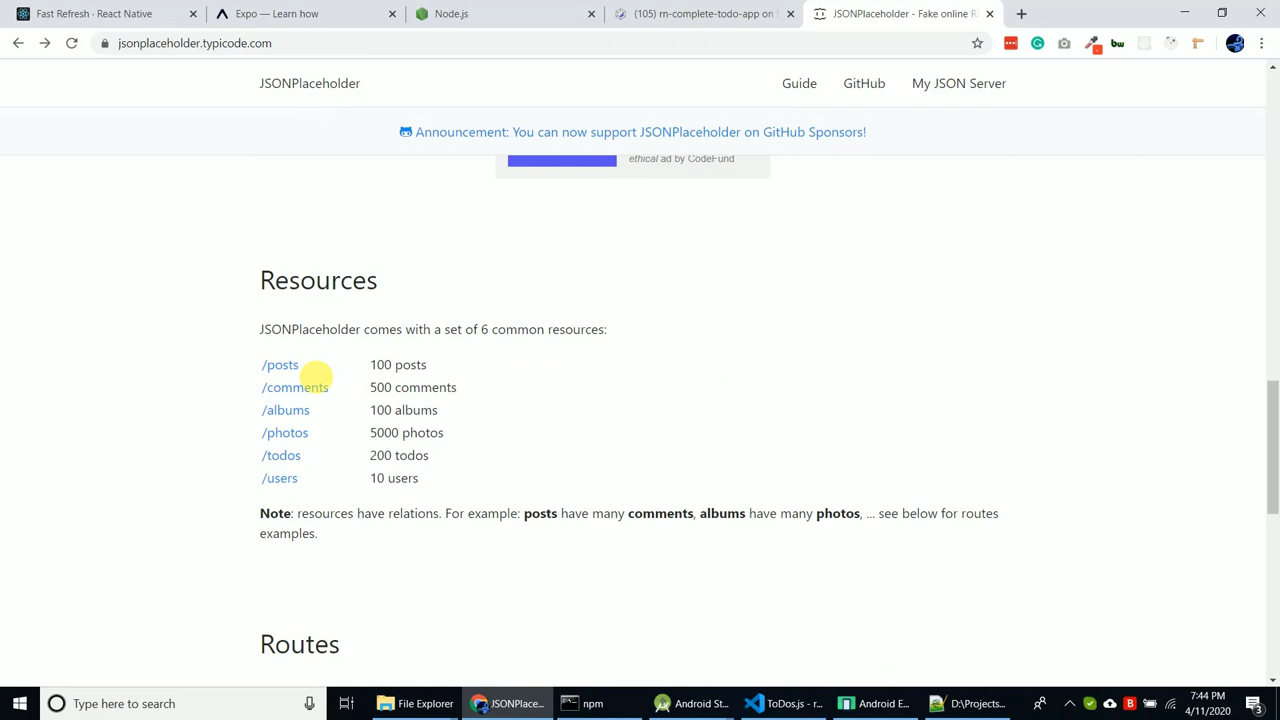 Fast Refresh - React Native
Expo — Learn how
Node.js
(105) rn-complete-todo-app on
JSONPlaceholder - Fake online R
jsonplaceholder.typicode.com
JSONPlaceholder
Guide
GitHub
My JSON Server
Announcement: You can now support JSONPlaceholder on GitHub Sponsors!
ethical ad by CodeFund
Resources
JSONPlaceholder comes with a set of 6 common resources:
/posts 100 posts
/comments 500 comments
/albums 100 albums
/photos 5000 photos
/todos 200 todos
/users 10 users
Note: resources have relations. For example: posts have many comments, albums have many photos, ... see below for routes
examples.
Routes
Type here to search
File Explorer
JSONPlace...
npm
Android St...
ToDos.js - r...
Android E...
D:\Projects...
7:44 PM
4/11/2020
3